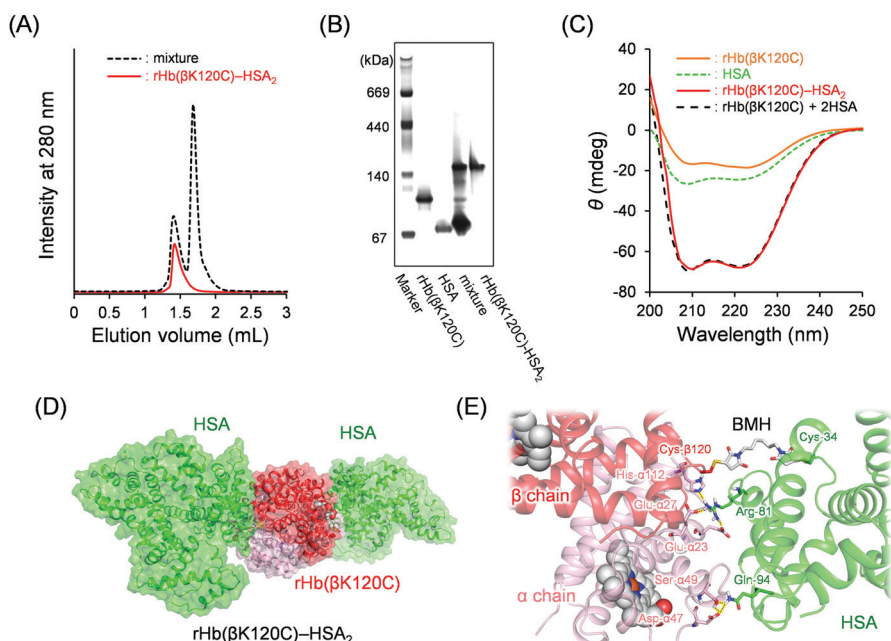 (A)
: mixture
: rHb(βK120C)–HSA₂
Intensity at 280 nm
0 0.5 1 1.5 2 2.5 3
Elution volume (mL)
(B)
(kDa)
669
440
140
67
Marker
rHb(βK120C)
HSA
mixture
rHb(βK120C)-HSA₂
(C)
: rHb(βK120C)
: HSA
: rHb(βK120C)–HSA₂
: rHb(βK120C) + 2HSA
40
20
0
-20
-40
-60
-80
θ (mdeg)
200 210 220 230 240 250
Wavelength (nm)
(D)
HSA
HSA
rHb(βK120C)
rHb(βK120C)–HSA₂
(E)
BMH
Cys-34
Cys-β120
His-α112
β chain
Glu-α27
Arg-81
Glu-α23
Ser-α49
Gln-94
α chain
Asp-α47
HSA